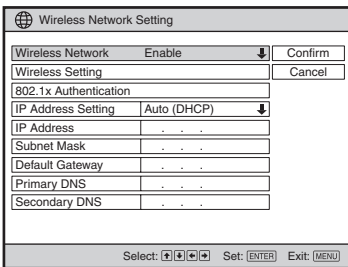 Wireless Network Setting
Wireless Network Enable Confirm
Wireless Setting Cancel
802.1x Authentication
IP Address Setting Auto (DHCP)
IP Address . . .
Subnet Mask . . .
Default Gateway . . .
Primary DNS . . .
Secondary DNS . . .
Select: Set: ENTER Exit: MENU